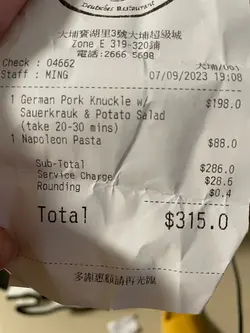 Deutsches Restaurant
大埔寶湖里3號大埔超級城
Zone E 319-320鋪
電話:2666 5698
Check : 04662
Staff : MING 07/09/2023 19:08
1 German Pork Knuckle w/ $198.0
Sauerkrauk & Potato Salad
(take 20-30 mins)
1 Napoleon Pasta $88.0
Sub-Total $286.0
Service Charge $28.6
Rounding $0.4
Total $315.0
多謝惠顧請再光臨